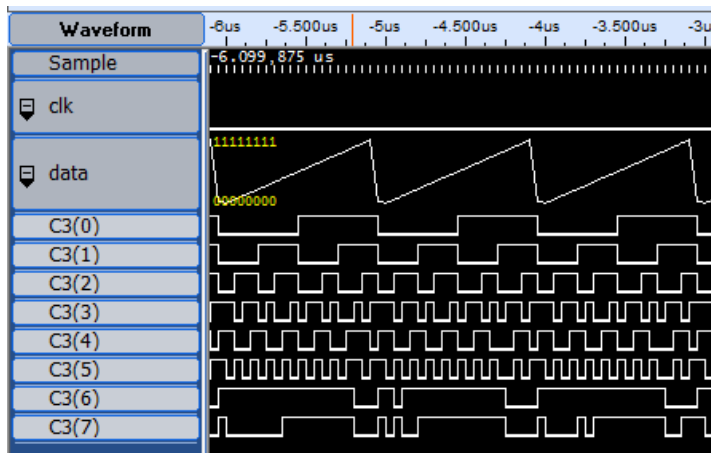 Waveform -6us -5.500us -5us -4.500us -4us -3.500us -3u
Sample -6.099,875 us
clk
11111111
data
00000000
C3(0)
C3(1)
C3(2)
C3(3)
C3(4)
C3(5)
C3(6)
C3(7)